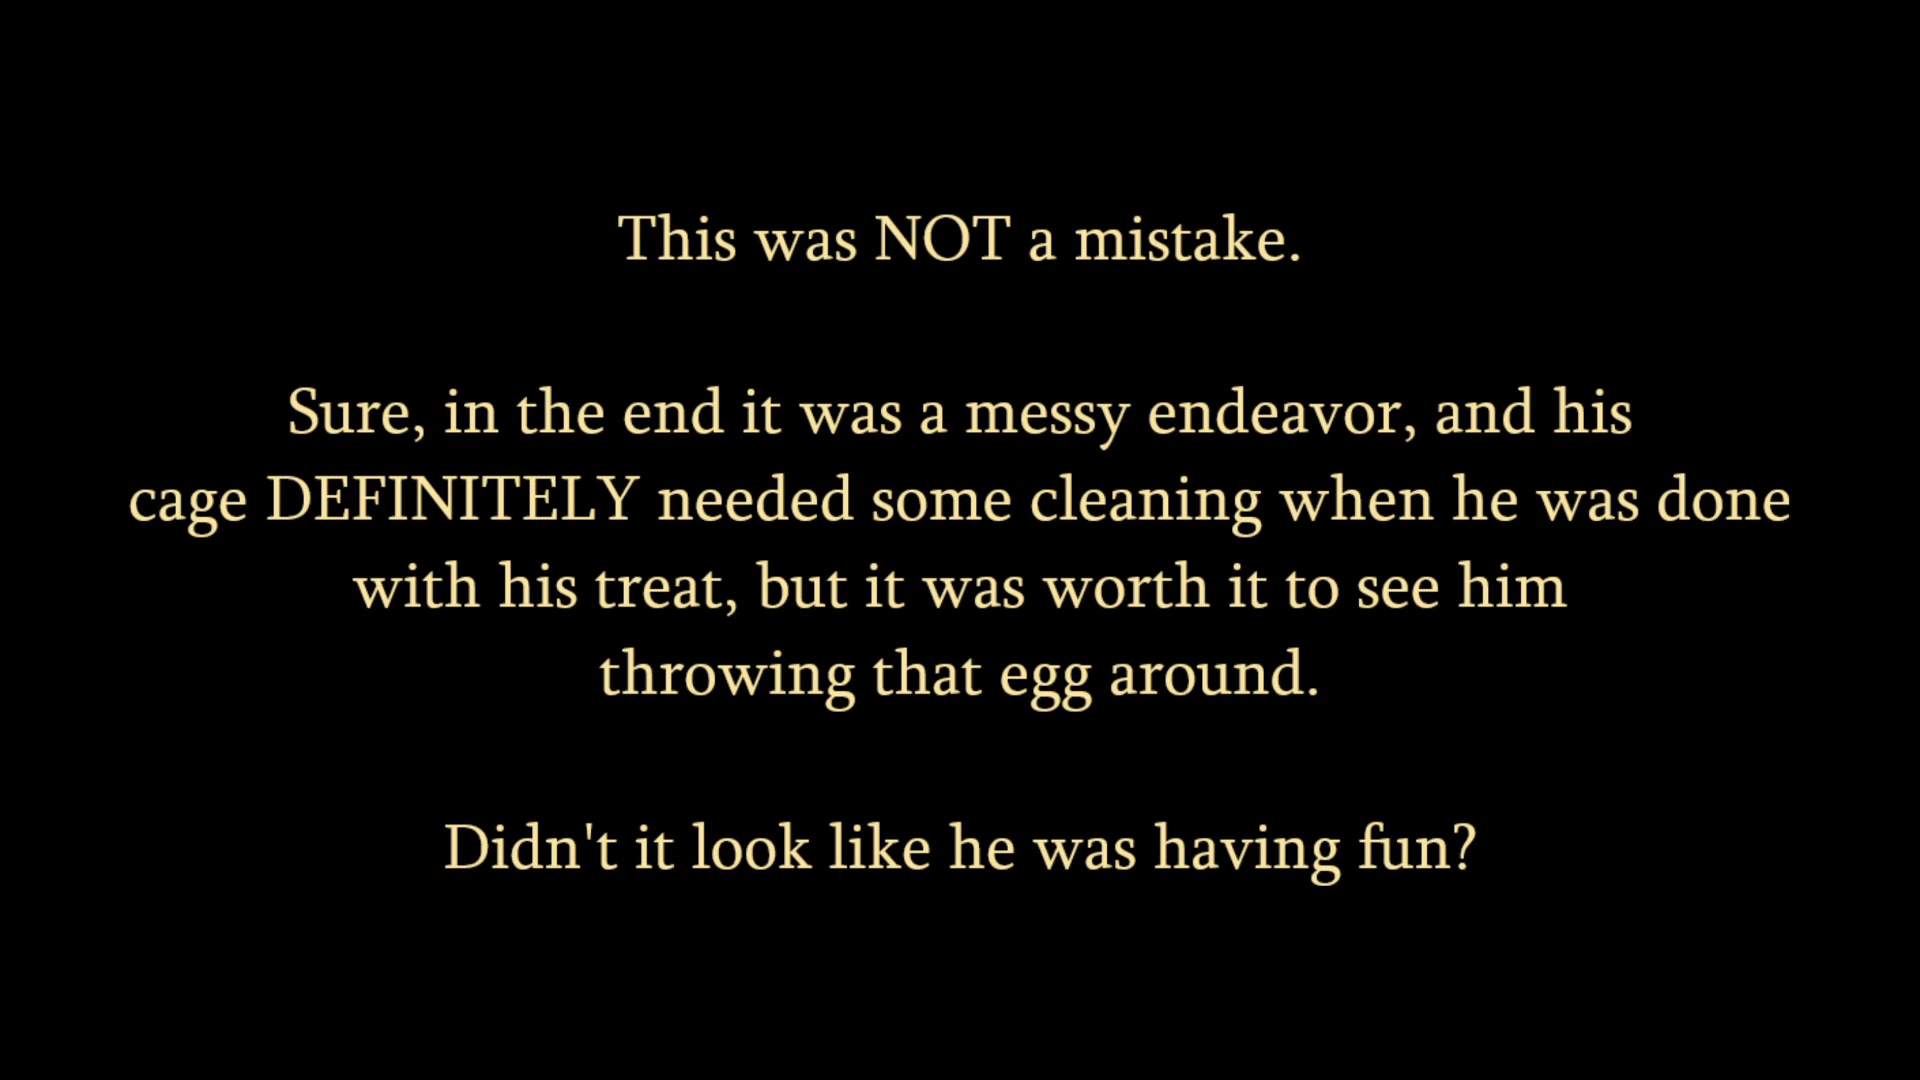 This was NOT a mistake.
Sure, in the end it was a messy endeavor, and his
cage DEFINITELY needed some cleaning when he was done
with his treat, but it was worth it to see him
throwing that egg around.
Didn't it look like he was having fun?